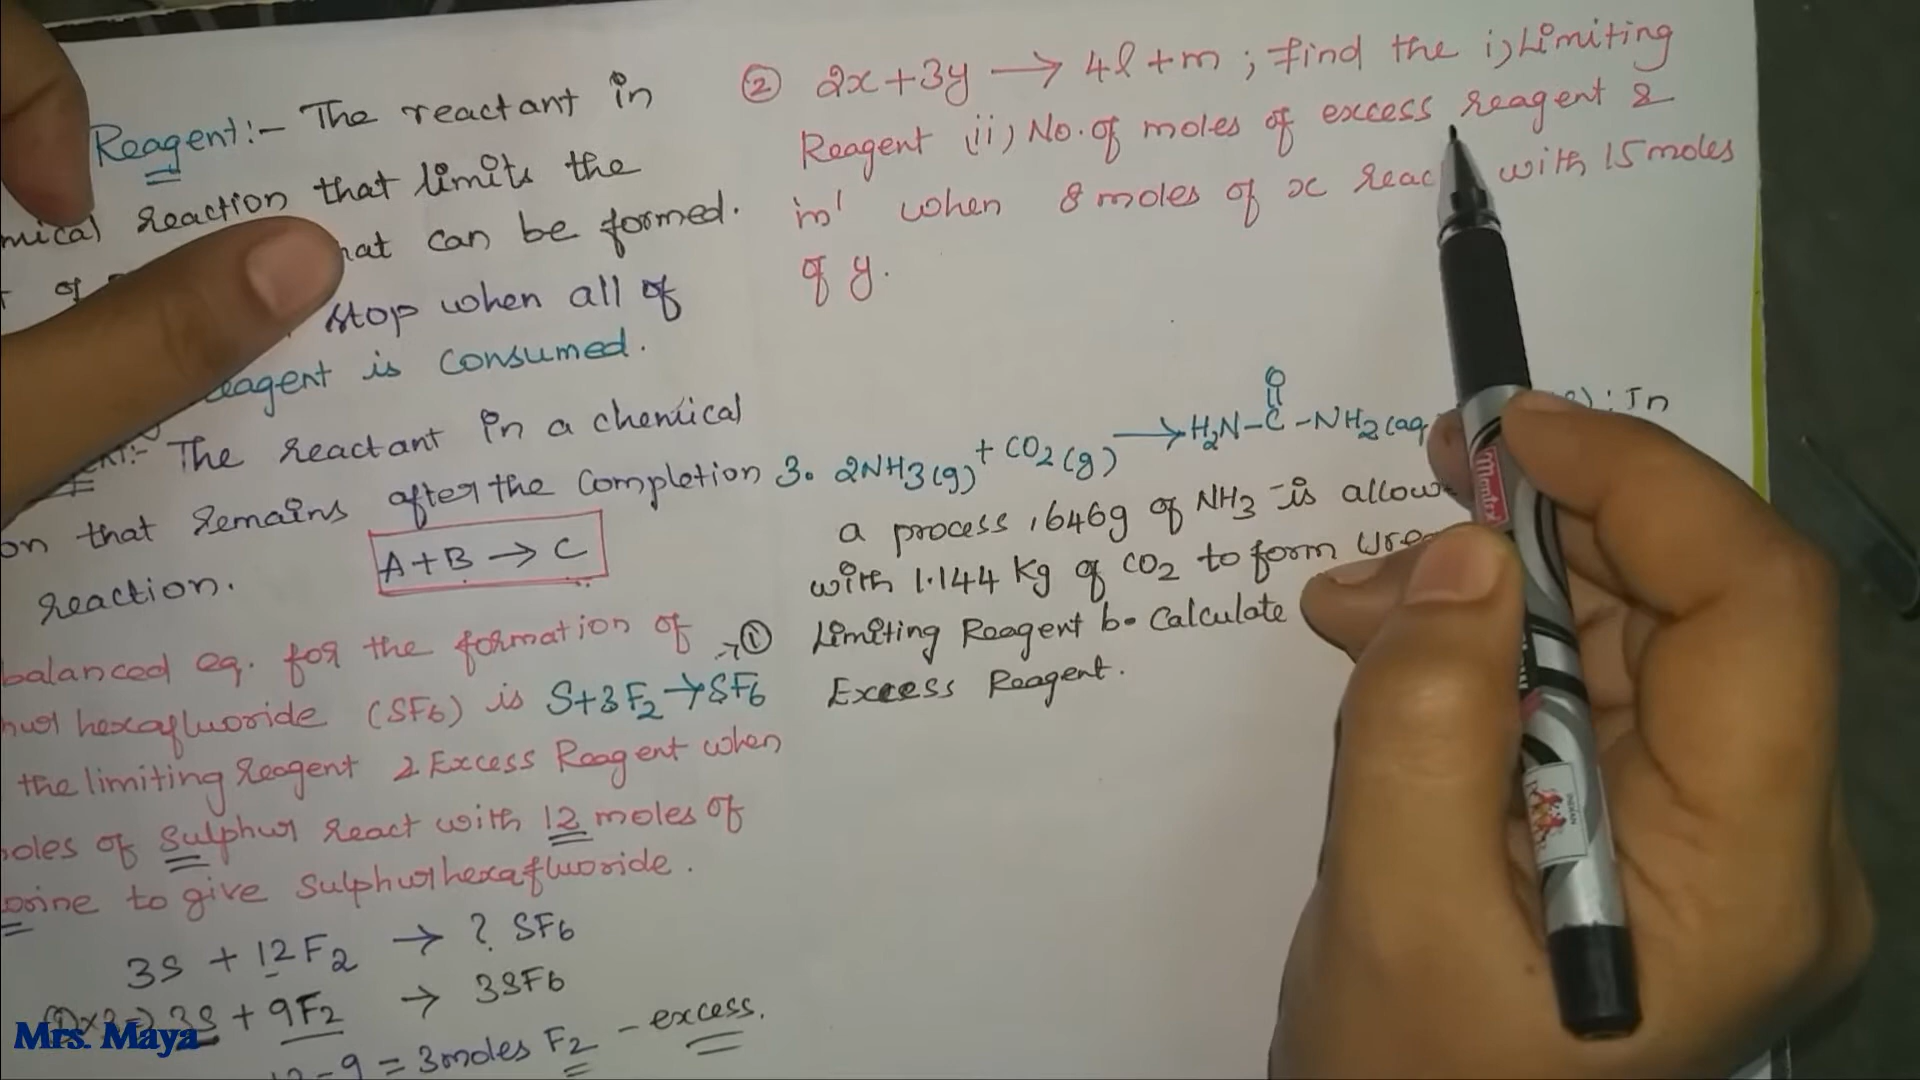 Reagent:- The reactant in
mical reaction that limits the
that can be formed.
stop when all of
eagent is consumed.
The reactant in a chemical
on that remains after the completion
reaction.
A+B → C
balanced eq. for the formation of
hexafluoride (SF6) is S+3F2→SF6 → ①
the limiting reagent & Excess Reagent when
oles of sulphur react with 12 moles of
orine to give sulphurhexafluoride.
3S + 12F2 → ? SF6
3S + 9F2 → 3SF6
12-9 = 3moles F2 - excess.
② 2x+3y → 4l+m ; find the i) Limiting
Reagent (ii) No. of moles of excess reagent &
'm' when 8 moles of x reac with 15 moles
of y.
3. 2NH3(g) + CO2(g) → H2N-C-NH2(aq : In
O
a process, 646g of NH3 is allow
with 1.144 kg of CO2 to form Ure
Limiting Reagent b. Calculate
Excess Reagent.
Mrs. Maya